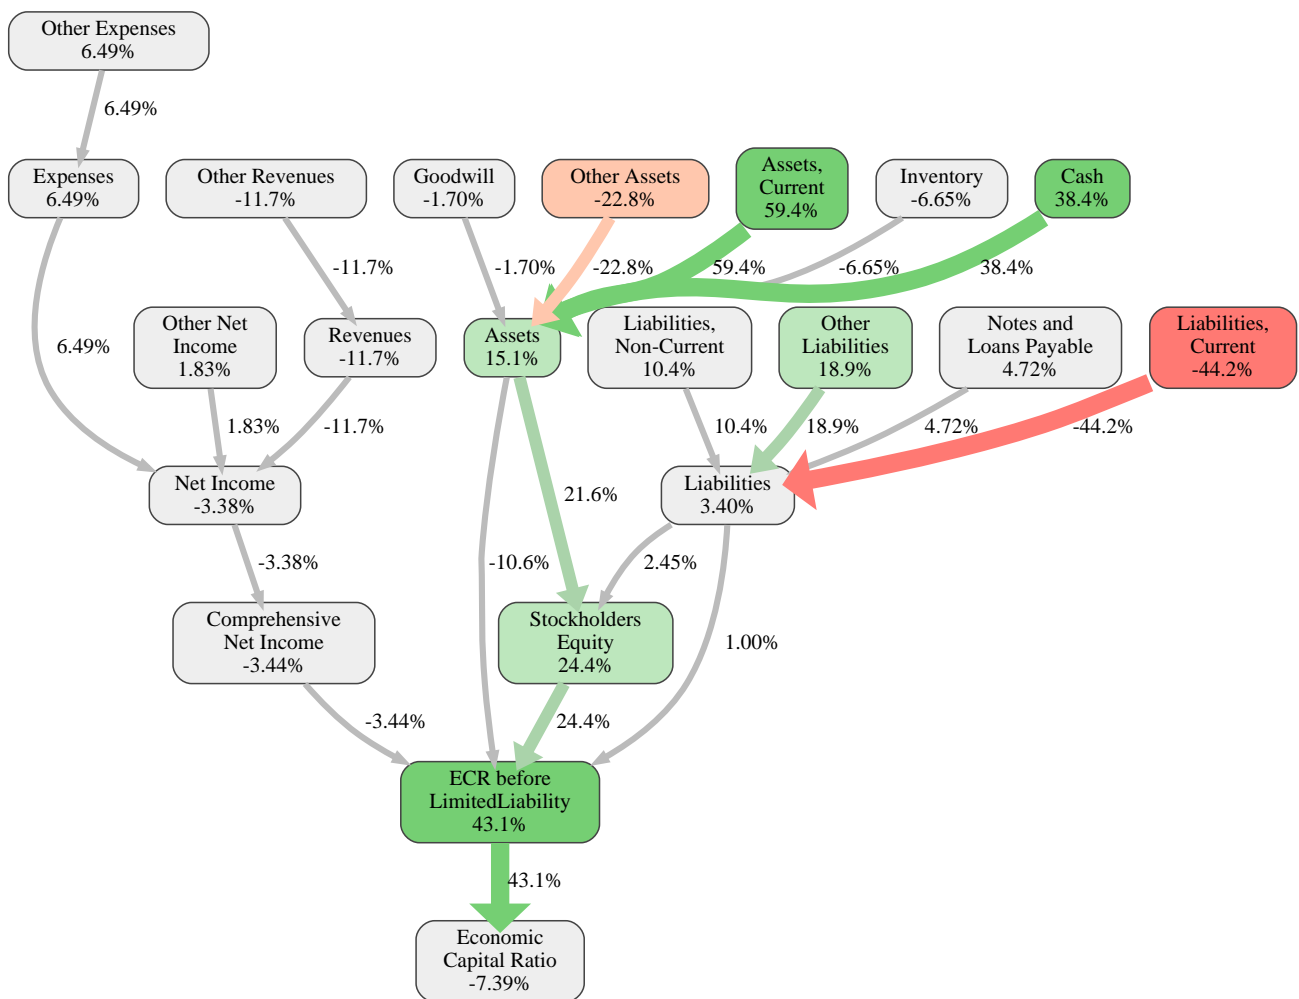 Other Expenses
6.49%
6.49%
Expenses
6.49%
Other Revenues
-11.7%
Goodwill
-1.70%
Other Assets
-22.8%
Assets,
Current
59.4%
Inventory
-6.65%
Cash
38.4%
-11.7%
-1.70%
-22.8%
59.4%
-6.65%
38.4%
6.49%
Other Net
Income
1.83%
Revenues
-11.7%
Assets
15.1%
Liabilities,
Non-Current
10.4%
Other
Liabilities
18.9%
Notes and
Loans Payable
4.72%
Liabilities,
Current
-44.2%
1.83%
-11.7%
10.4%
18.9%
4.72%
-44.2%
Net Income
-3.38%
21.6%
Liabilities
3.40%
-3.38%
-10.6%
2.45%
Comprehensive
Net Income
-3.44%
Stockholders
Equity
24.4%
1.00%
-3.44%
24.4%
ECR before
LimitedLiability
43.1%
43.1%
Economic
Capital Ratio
-7.39%